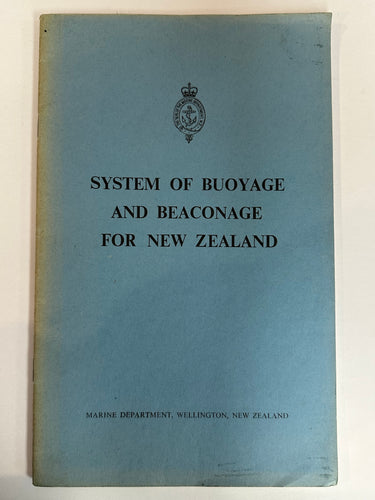 SYSTEM OF BUOYAGE
AND BEACONAGE
FOR NEW ZEALAND
MARINE DEPARTMENT, WELLINGTON, NEW ZEALAND